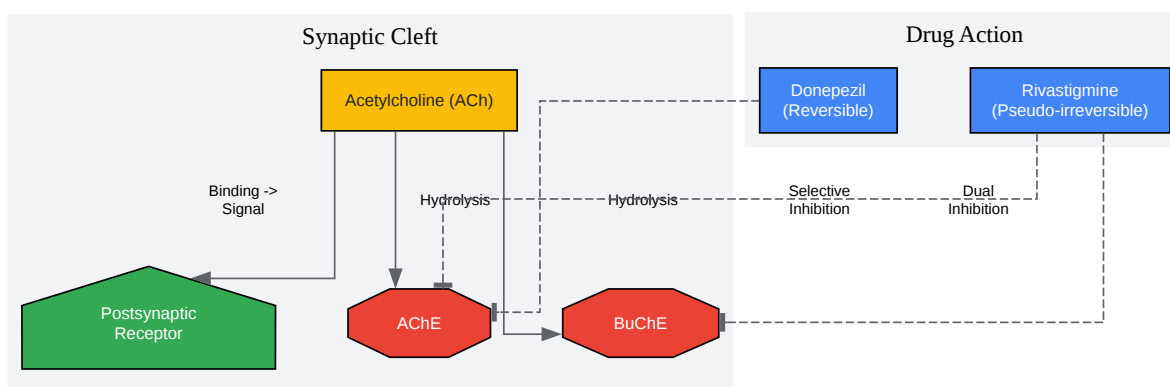 Synaptic Cleft
Drug Action
Acetylcholine (ACh)
Donepezil
(Reversible)
Rivastigmine
(Pseudo-irreversible)
Binding ->
Signal
Hydrolysis
Hydrolysis
Selective
Inhibition
Dual
Inhibition
Postsynaptic
Receptor
AChE
BuChE